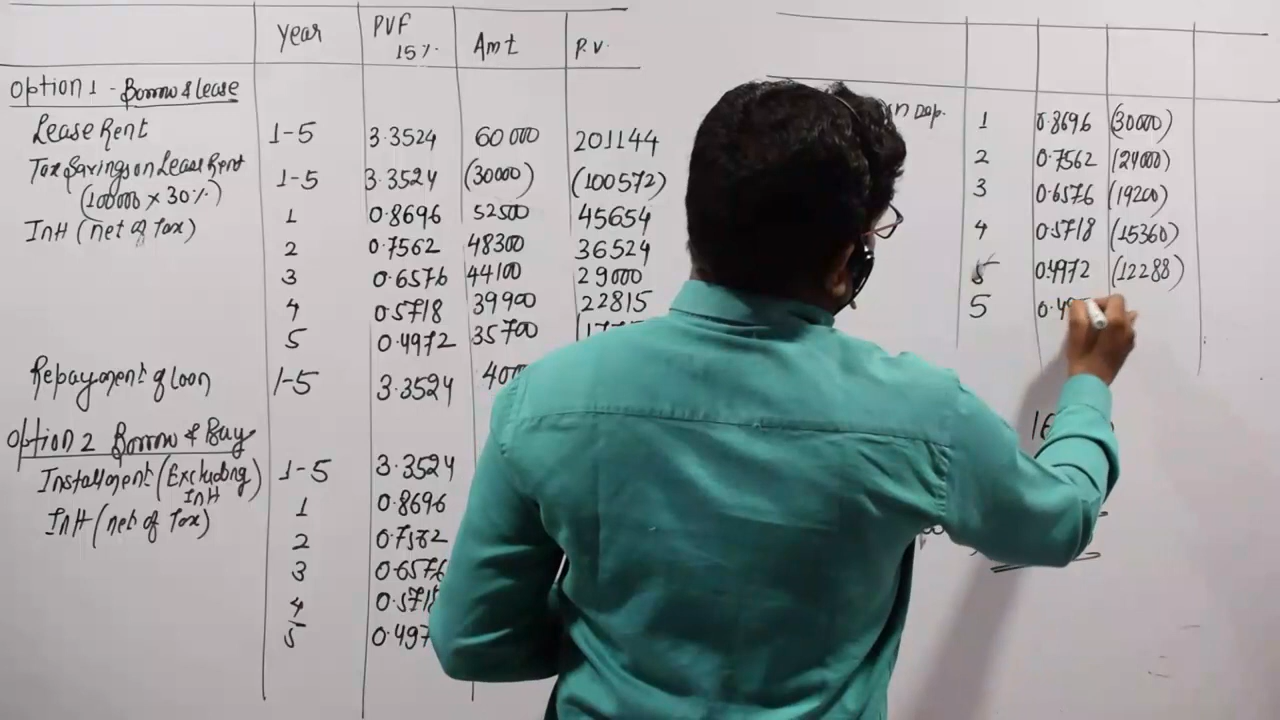 Year PVF 15% Amt P.V.
Option 1 - Borrow & Lease
Lease Rent 1-5 3.3524 60000 201144
Tax Savings on Lease Rent 1-5 3.3524 (30000) (100572)
(100000 x 30%)
Int (net of Tax) 1 0.8696 52500 45654
2 0.7562 48300 36524
3 0.6576 44100 29000
4 0.5718 39900 22815
5 0.4972 35700
Repayment of Loan 1-5 3.3524
Option 2 Borrow & Buy
Installment (Excluding Int) 1-5 3.3524
Int (net of Tax) 1 0.8696
2 0.7562
3 0.6576
4 0.5718
5
Dep. 1 0.8696 (30000)
2 0.7562 (24000)
3 0.6576 (19200)
4 0.5718 (15360)
5 0.4972 (12288)
5